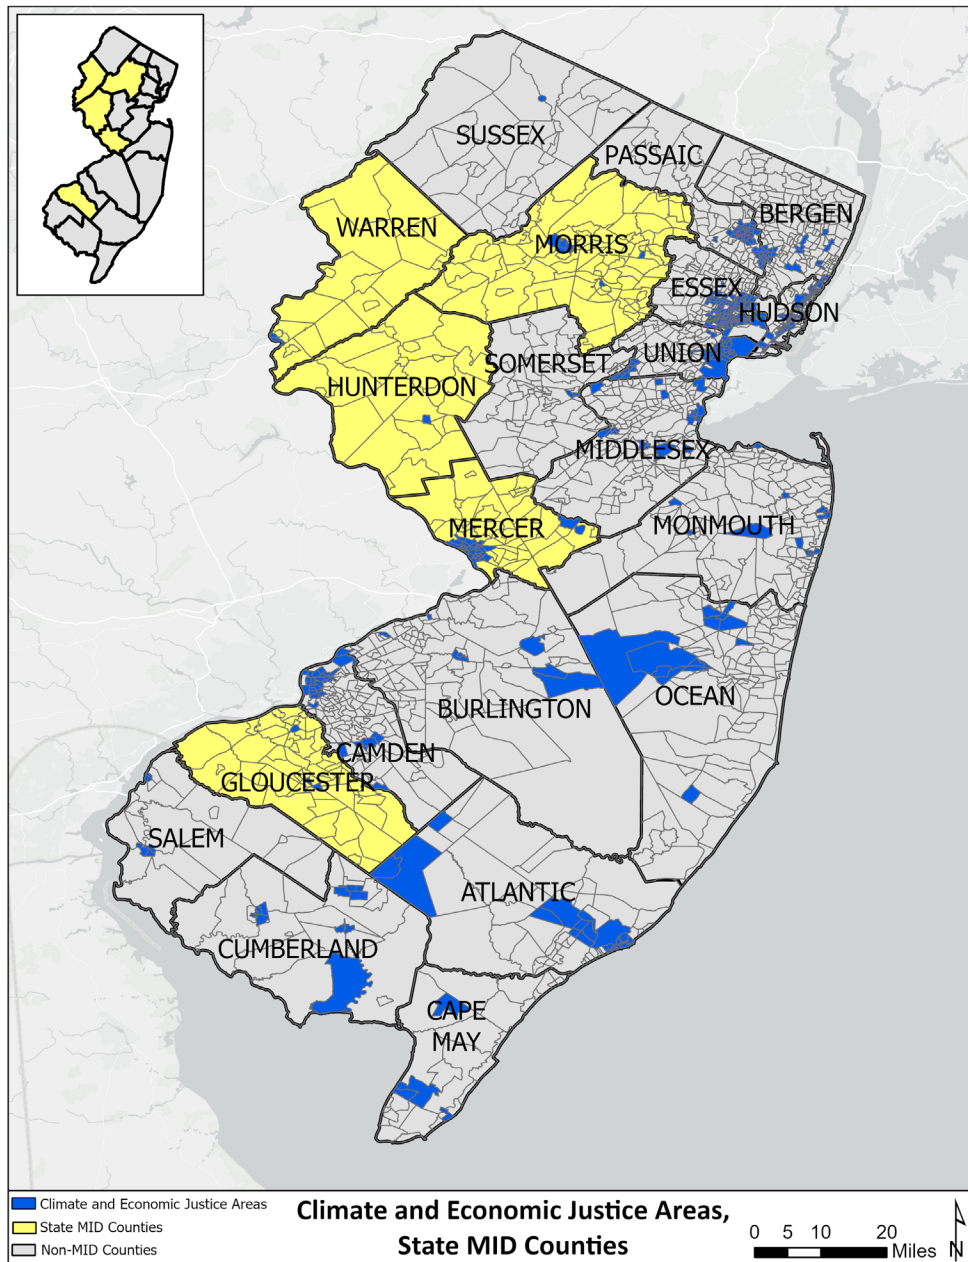 SUSSEX
PASSAIC
BERGEN
WARREN
MORRIS
ESSEX
HUDSON
UNION
SOMERSET
HUNTERDON
MIDDLESEX
MERCER
MONMOUTH
OCEAN
BURLINGTON
CAMDEN
GLOUCESTER
SALEM
ATLANTIC
CUMBERLAND
CAPE
MAY
Climate and Economic Justice Areas
State MID Counties
Non-MID Counties
Climate and Economic Justice Areas,
State MID Counties
0 5 10 20
Miles
N